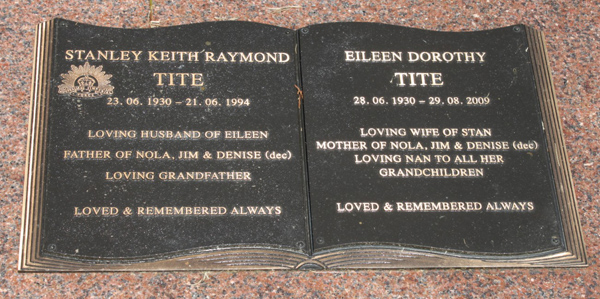 STANLEY KEITH RAYMOND
TITE
23. 06. 1930 – 21. 06. 1994
LOVING HUSBAND OF EILEEN
FATHER OF NOLA, JIM & DENISE (dec)
LOVING GRANDFATHER
LOVED & REMEMBERED ALWAYS
EILEEN DOROTHY
TITE
28. 06. 1930 – 29. 08. 2009
LOVING WIFE OF STAN
MOTHER OF NOLA, JIM & DENISE (dec)
LOVING NAN TO ALL HER
GRANDCHILDREN
LOVED & REMEMBERED ALWAYS